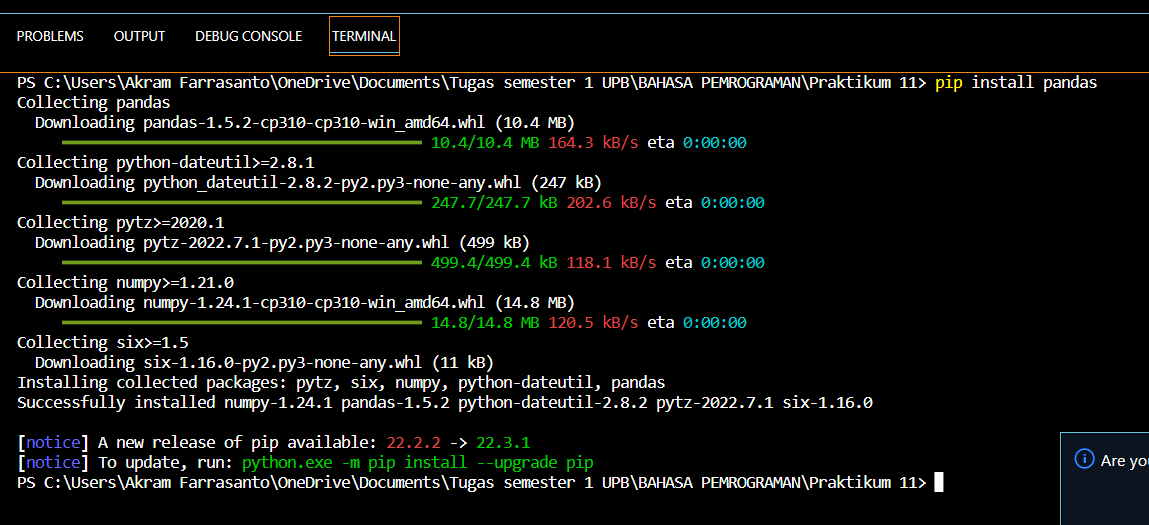 PROBLEMS OUTPUT DEBUG CONSOLE TERMINAL
PS C:\Users\Akram Farrasanto\OneDrive\Documents\Tugas semester 1 UPB\BAHASA PEMROGRAMAN\Praktikum 11> pip install pandas
Collecting pandas
Downloading pandas-1.5.2-cp310-cp310-win_amd64.whl (10.4 MB)
10.4/10.4 MB 164.3 kB/s eta 0:00:00
Collecting python-dateutil>=2.8.1
Downloading python_dateutil-2.8.2-py2.py3-none-any.whl (247 kB)
247.7/247.7 kB 202.6 kB/s eta 0:00:00
Collecting pytz>=2020.1
Downloading pytz-2022.7.1-py2.py3-none-any.whl (499 kB)
499.4/499.4 kB 118.1 kB/s eta 0:00:00
Collecting numpy>=1.21.0
Downloading numpy-1.24.1-cp310-cp310-win_amd64.whl (14.8 MB)
14.8/14.8 MB 120.5 kB/s eta 0:00:00
Collecting six>=1.5
Downloading six-1.16.0-py2.py3-none-any.whl (11 kB)
Installing collected packages: pytz, six, numpy, python-dateutil, pandas
Successfully installed numpy-1.24.1 pandas-1.5.2 python-dateutil-2.8.2 pytz-2022.7.1 six-1.16.0
[notice] A new release of pip available: 22.2.2 -> 22.3.1
[notice] To update, run: python.exe -m pip install --upgrade pip
PS C:\Users\Akram Farrasanto\OneDrive\Documents\Tugas semester 1 UPB\BAHASA PEMROGRAMAN\Praktikum 11>
Are